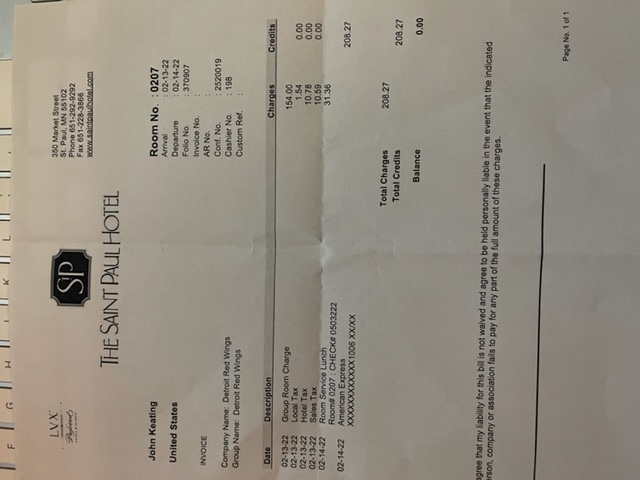 F G H J K L : ;
LVX
Preferred
HOTELS & RESORTS
SP
THE SAINT PAUL HOTEL
350 Market Street
St. Paul, MN 55102
Phone 651-292-9292
Fax 651-228-3866
www.saintpaulhotel.com
John Keating
United States
INVOICE
Company Name: Detroit Red Wings
Group Name: Detroit Red Wings
Room No. : 0207
Arrival : 02-13-22
Departure : 02-14-22
Folio No. : 370907
Invoice No. :
AR No. :
Conf. No. : 2520019
Cashier No. : 198
Custom Ref. :
Date Description Charges Credits
02-13-22 Group Room Charge 154.00
02-13-22 Local Tax 1.54 0.00
02-13-22 Hotel Tax 10.78 0.00
02-13-22 Sales Tax 10.59 0.00
02-14-22 Room Service Lunch 31.36
Room# 0207 : CHECK# 0503222
02-14-22 American Express 208.27
XXXXXXXXXXXX1006 XX/XX
Total Charges 208.27
Total Credits 208.27
Balance 0.00
agree that my liability for this bill is not waived and agree to be held personally liable in the event that the indicated
erson, company or association fails to pay for any part of the full amount of these charges.
Page No. 1 of 1